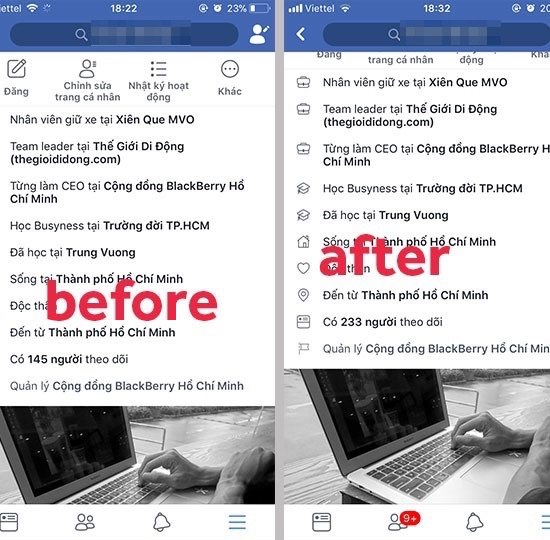 iettel
18:22
23%
Đăng
Chỉnh sửa
trang cá nhân
Nhật ký hoạt
động
Khác
Nhân viên giữ xe tại Xiên Que MVO
Team leader tại Thế Giới Di Động
(thegioididong.com)
Từng làm CEO tại Cộng đồng BlackBerry Hồ
Chí Minh
Học Busyness tại Trường đời TP.HCM
Đã học tại Trung Vuong
Sống tại Thành phố Hồ Chí Minh
Độc thâ
before
Đến từ Thành phố Hồ Chí Minh
Có 145 người theo dõi
Quản lý Cộng đồng BlackBerry Hồ Chí Minh
Viettel
18:32
20
Đăng
trang cá nhân
động
Khá
Nhân viên giữ xe tại Xiên Que MVO
Team leader tại Thế Giới Di Động
(thegioididong.com)
Từng làm CEO tại Cộng đồng BlackBerry H
Chí Minh
Học Busyness tại Trường đời TP.HCM
Đã học tại Trung Vuong
Sống tại Thành phố Hồ Chí Minh
after
Đến từ Thành phố Hồ Chí Minh
Có 233 người theo dõi
Quản lý Cộng đồng BlackBerry Hồ Chí Min
9+